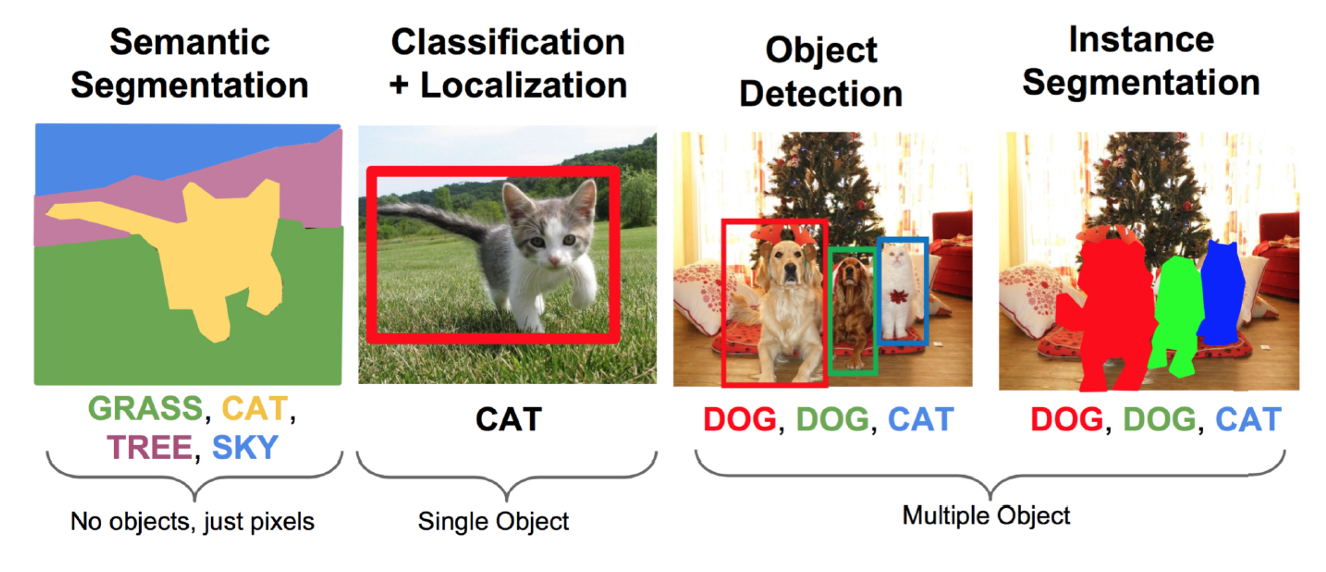 Semantic
Segmentation
Classification
+ Localization
Object
Detection
Instance
Segmentation
GRASS, CAT,
TREE, SKY
CAT
DOG, DOG, CAT
DOG, DOG, CAT
No objects, just pixels
Single Object
Multiple Object